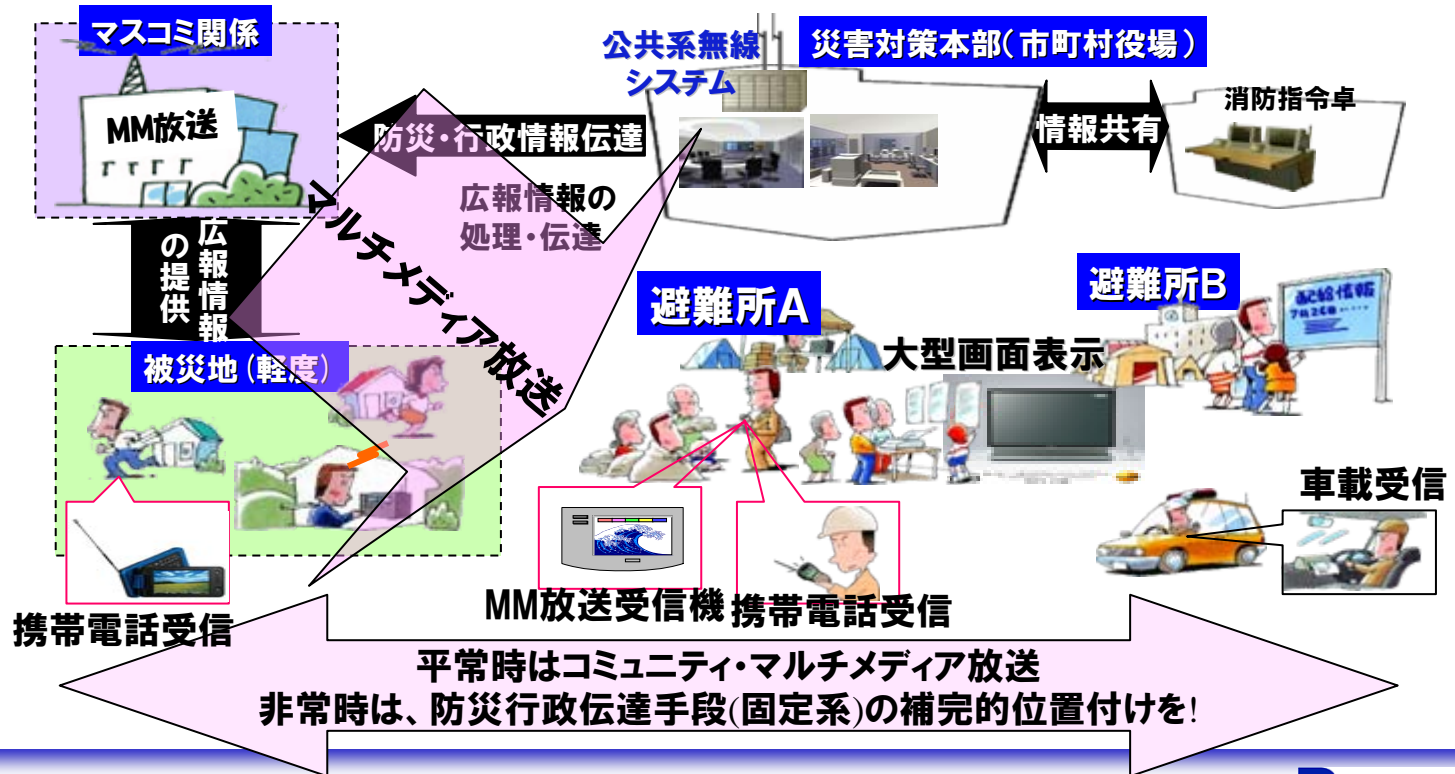 マスコミ関係
MM放送
公共系無線
システム
災害対策本部(市町村役場)
消防指令卓
防災・行政情報伝達
情報共有
広報情報の
処理・伝達
マルチメディア放送
広報情報
の提供
被災地(軽度)
避難所A
避難所B
配給情報
大型画面表示
車載受信
MM放送受信機
携帯電話受信
携帯電話受信
平常時はコミュニティ・マルチメディア放送
非常時は、防災行政伝達手段(固定系)の補完的位置付けを!